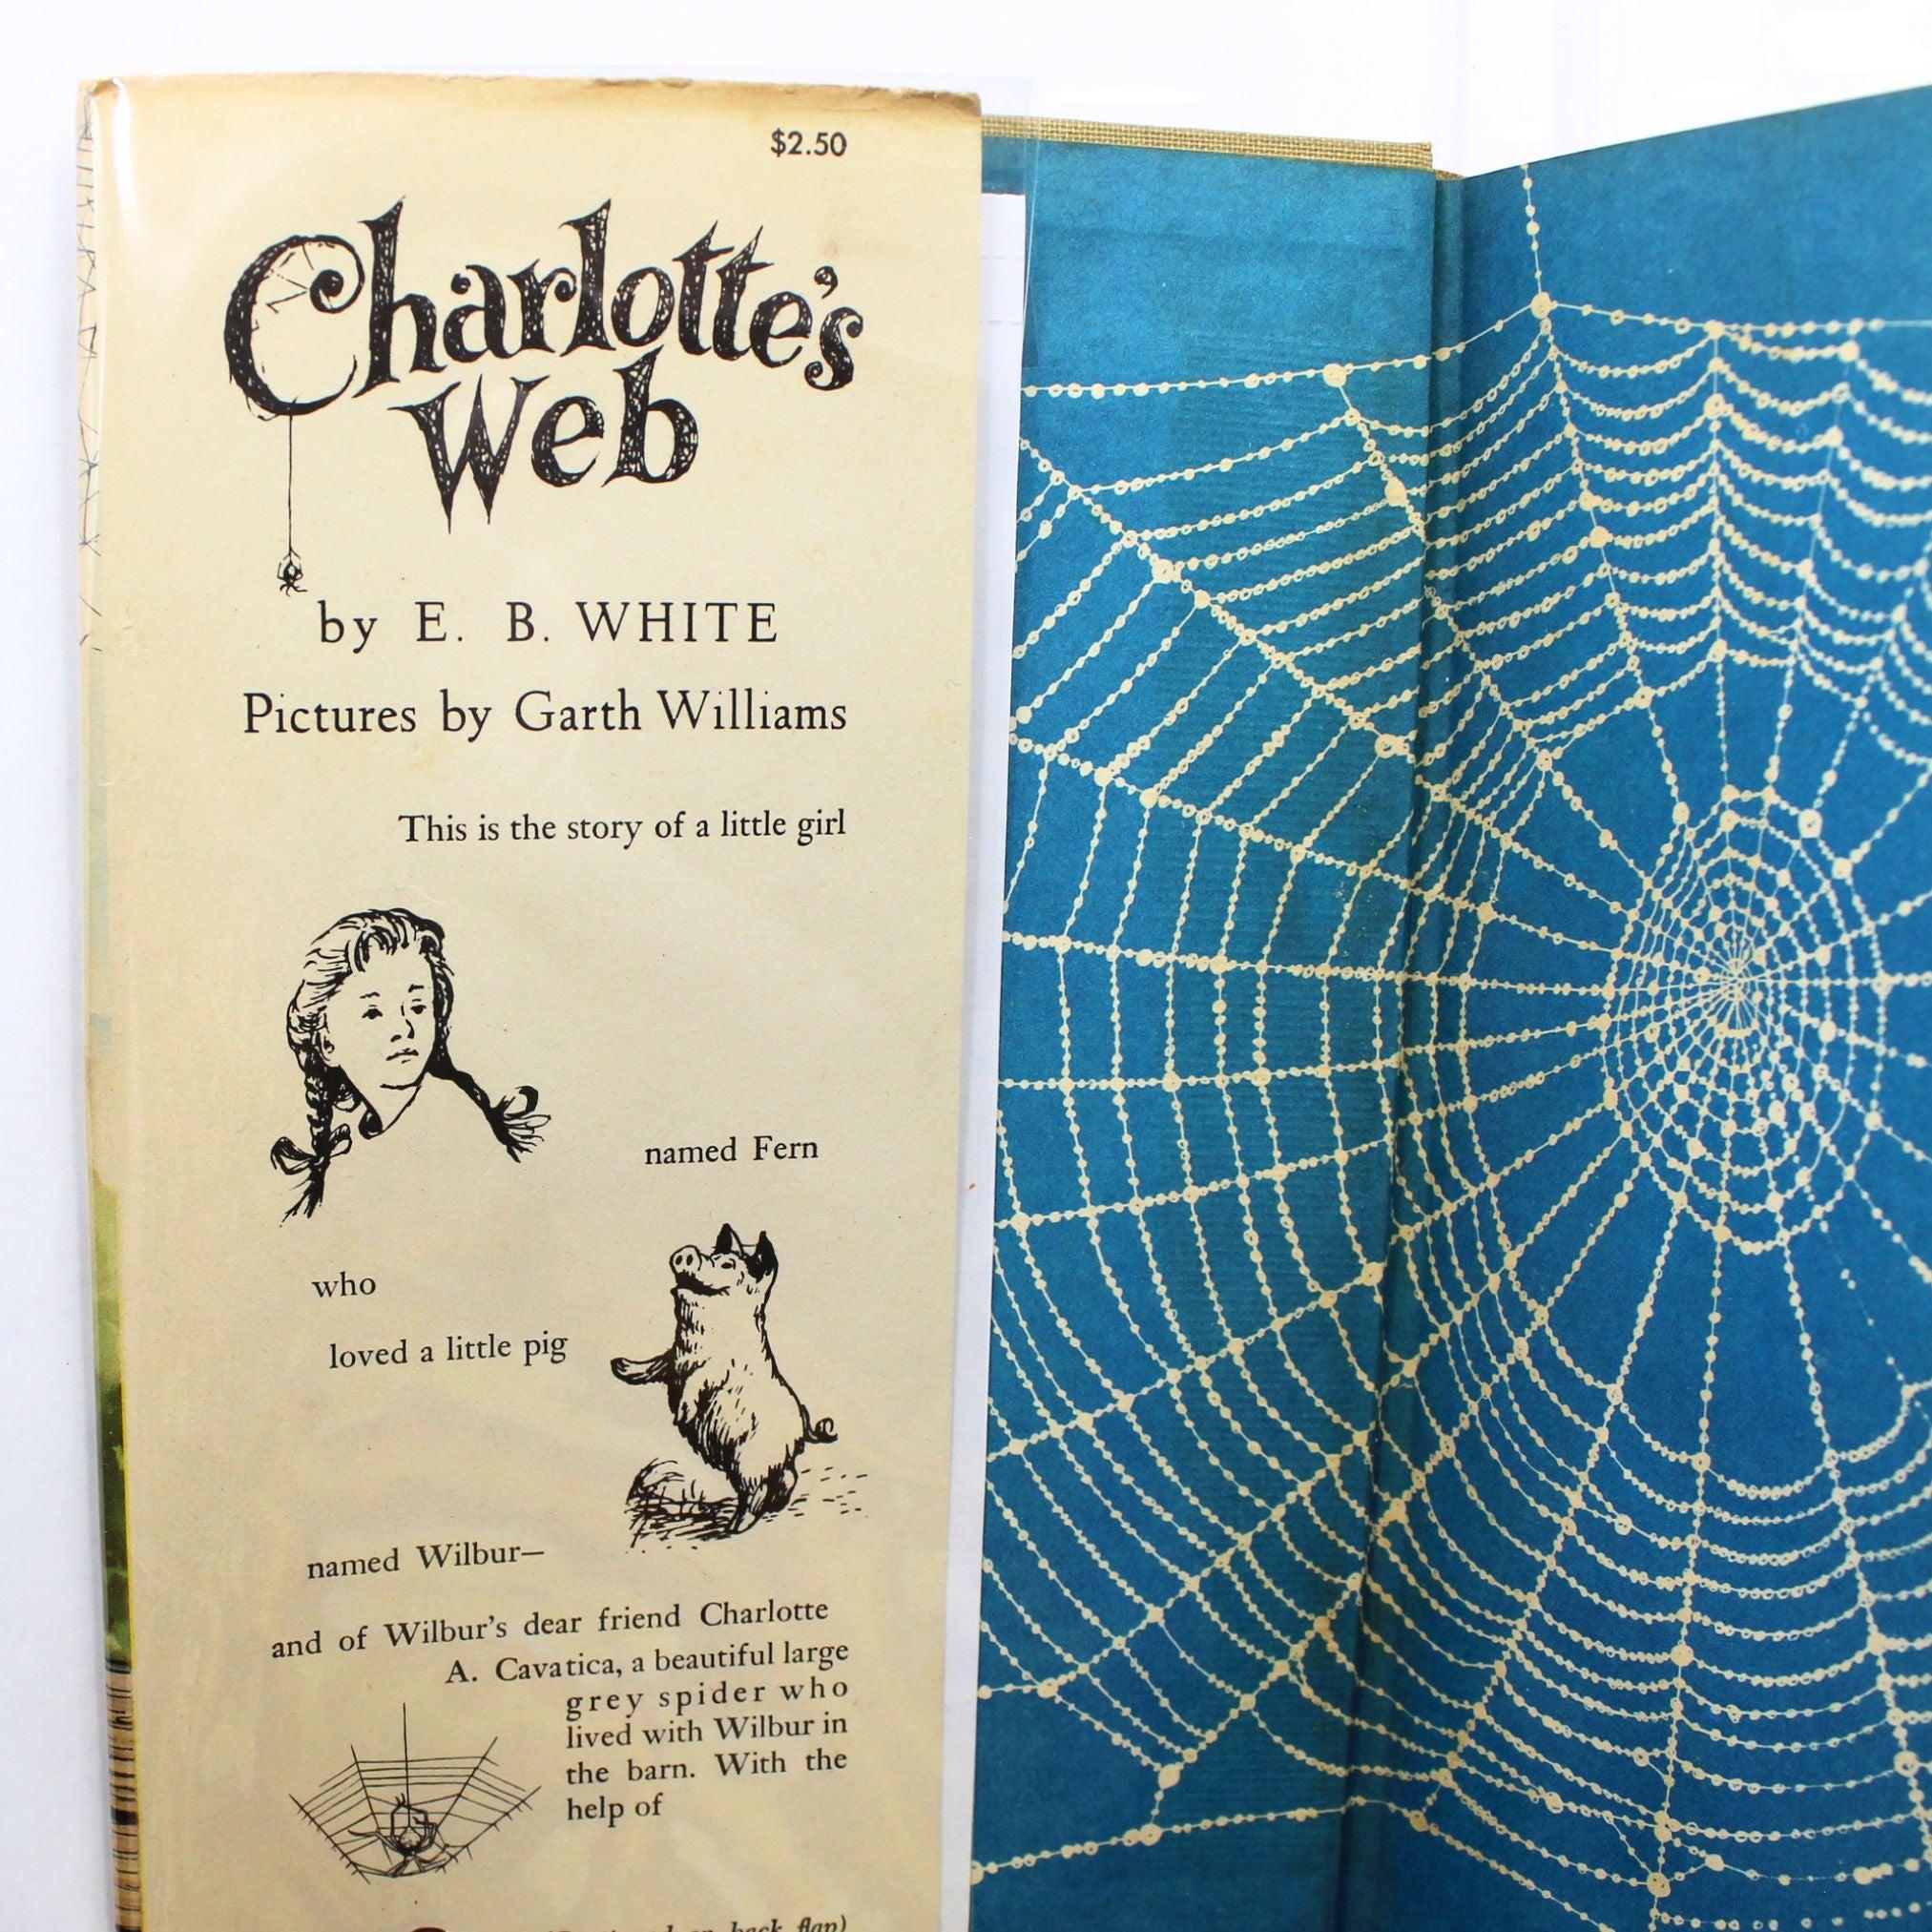 $2.50
Charlotte's
Web
by E. B. WHITE
Pictures by Garth Williams
This is the story of a little girl
named Fern
who
loved a little pig
named Wilbur—
and of Wilbur's dear friend Charlotte
A. Cavatica, a beautiful large
grey spider who
lived with Wilbur in
the barn. With the
help of
back flap)